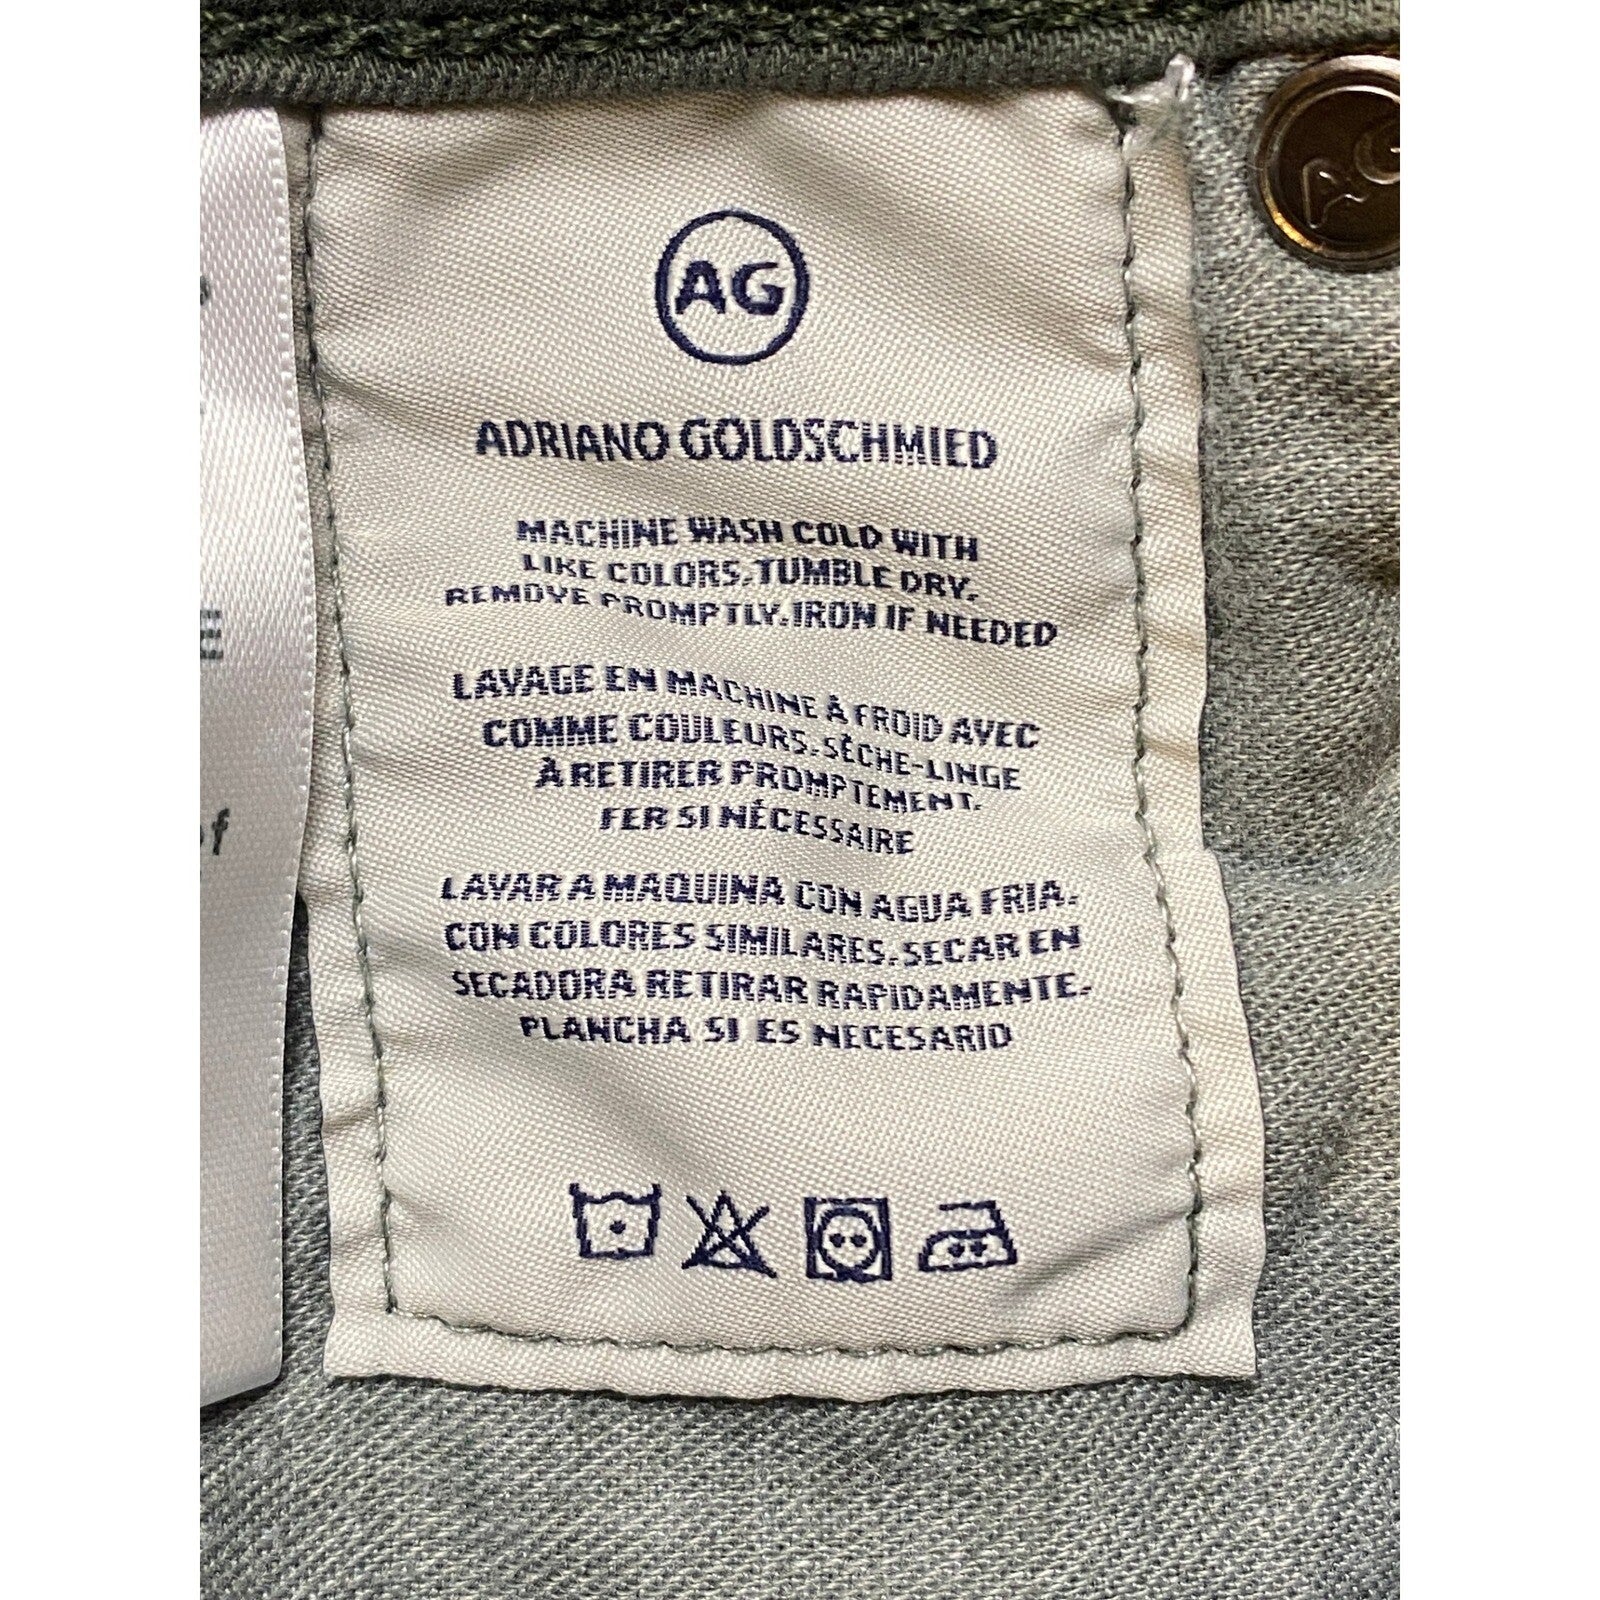 AG
AG
ADRIANO GOLDSCHMIED
MACHINE WASH COLD WITH
LIKE COLORS. TUMBLE DRY.
REMOVE PROMPTLY. IRON IF NEEDED
LAVAGE EN MACHINE À FROID AVEC
COMME COULEURS. SÈCHE-LINGE
À RETIRER PROMPTEMENT.
FER SI NÉCESSAIRE
of
LAVAR A MAQUINA CON AGUA FRIA.
CON COLORES SIMILARES. SECAR EN
SECADORA RETIRAR RAPIDAMENTE.
PLANCHA SI ES NECESARIO